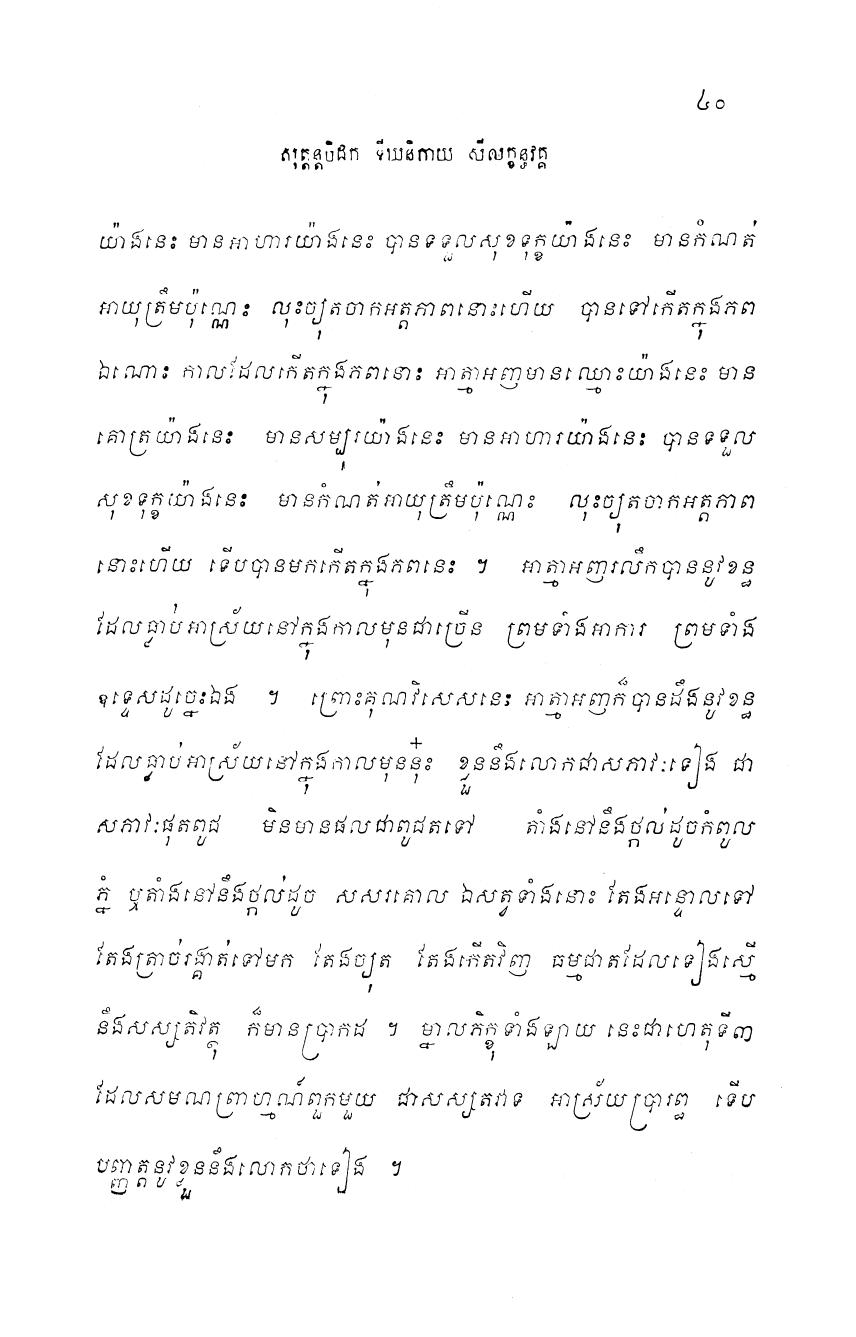 ៤០
សុត្តន្តបិដក ទីឃនិកាយ សីលក្ខន្ធវគ្គ
យ៉ាងនេះ មានអាហារយ៉ាងនេះ បានទទួលសុខទុក្ខយ៉ាងនេះ មានកំណត់
អាយុត្រឹមប៉ុណ្ណេះ លុះច្យុតចាកអត្តភាពនោះហើយ បានទៅកើតក្នុងភព
ឯណោះ កាលដែលកើតក្នុងភពនោះ អាត្មាអញមានឈ្មោះយ៉ាងនេះ មាន
គោត្រយ៉ាងនេះ មានសម្បុរយ៉ាងនេះ មានអាហារយ៉ាងនេះ បានទទួល
សុខទុក្ខយ៉ាងនេះ មានកំណត់អាយុត្រឹមប៉ុណ្ណេះ លុះច្យុតចាកអត្តភាព
នោះហើយ ទើបបានមកកើតក្នុងភពនេះ ។ អាត្មាអញរលឹកបាននូវខន្ធ
ដែលធ្លាប់អាស្រ័យនៅក្នុងកាលមុនជាច្រើន ព្រមទាំងអាការ ព្រមទាំង
ឧទ្ទេសដូច្នេះឯង ។ ព្រោះគុណវិសេសនេះ អាត្មាអញក៏បានដឹងនូវខន្ធ
ដែលធ្លាប់អាស្រ័យនៅក្នុងកាលមុននុ៎ះ ខ្លួននឹងលោកជាសភាវៈទៀង ជា
សភាវៈផុតពូជ មិនមានផលជាពូជតទៅ តាំងនៅនឹងថ្កល់ដូចកំពូល
ភ្នំ ឬតាំងនៅនឹងថ្កល់ដូច សសរគោល ឯសត្វទាំងនោះ តែងអន្ទោលទៅ
តែងត្រាច់រង្គាត់ទៅមក តែងច្យុត តែងកើតវិញ ធម្មជាតដែលទៀងស្មើ
នឹងសស្សតិវត្ថុ ក៏មានប្រាកដ ។ ម្នាលភិក្ខុទាំងឡាយ នេះជាហេតុទី៣
ដែលសមណព្រាហ្មណ៍ពួកមួយ ជាសស្សតវាទ អាស្រ័យប្រារព្ធ ទើប
បញ្ញត្តនូវខ្លួននឹងលោកថាទៀង ។